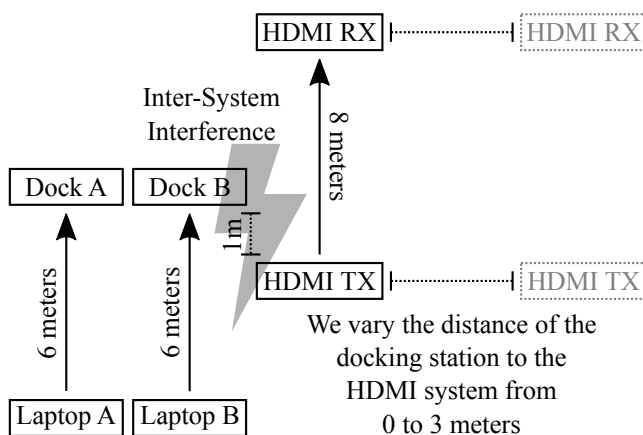 HDMI RX
HDMI RX
Inter-System
Interference
8 meters
Dock A
Dock B
1m
HDMI TX
HDMI TX
6 meters
6 meters
We vary the distance of the
docking station to the
HDMI system from
0 to 3 meters
Laptop A
Laptop B